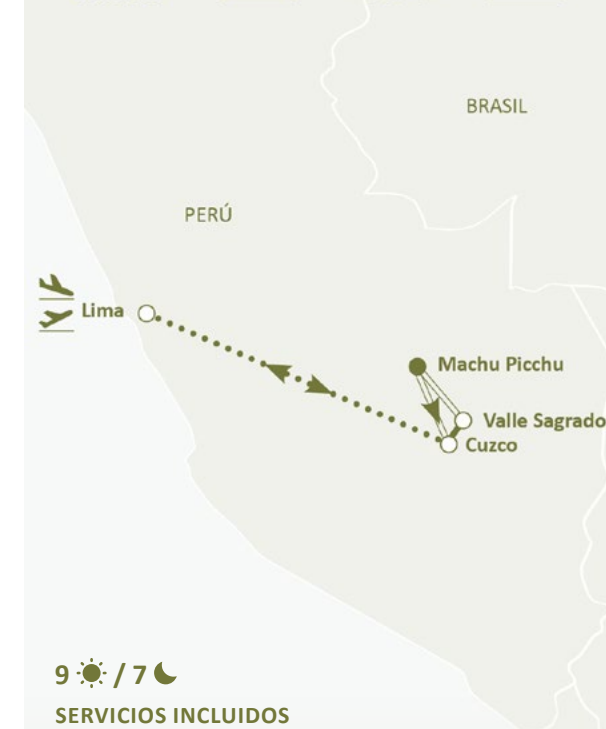 BRASIL
PERÚ
Lima
Machu Picchu
Valle Sagrado
Cuzco
9 / 7
SERVICIOS INCLUIDOS